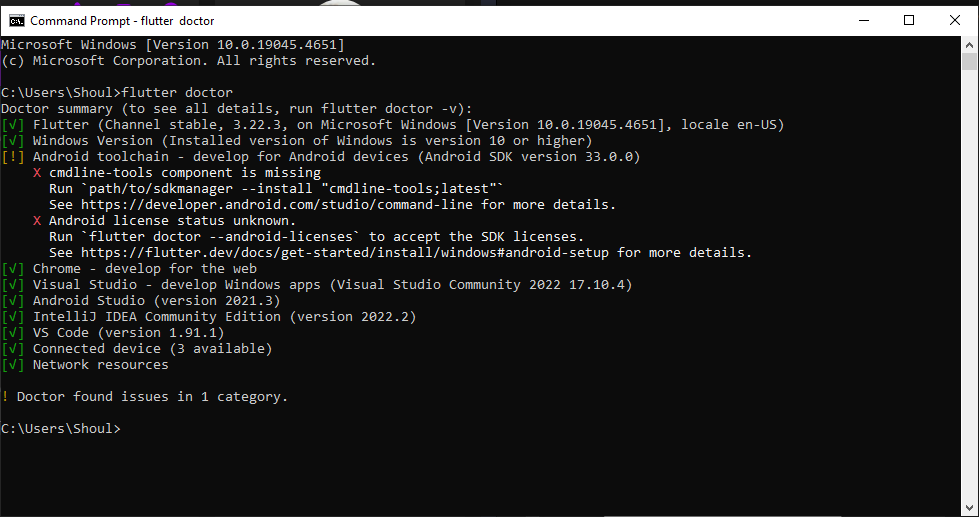 Command Prompt - flutter  doctor
Microsoft Windows [Version 10.0.19045.4651]
(c) Microsoft Corporation. All rights reserved.
C:\Users\Shoul>flutter doctor
Doctor summary (to see all details, run flutter doctor -v):
[√] Flutter (Channel stable, 3.22.3, on Microsoft Windows [Version 10.0.19045.4651], locale en-US)
[√] Windows Version (Installed version of Windows is version 10 or higher)
[!] Android toolchain - develop for Android devices (Android SDK version 33.0.0)
    X cmdline-tools component is missing
      Run `path/to/sdkmanager --install "cmdline-tools;latest"`
      See https://developer.android.com/studio/command-line for more details.
    X Android license status unknown.
      Run `flutter doctor --android-licenses` to accept the SDK licenses.
      See https://flutter.dev/docs/get-started/install/windows#android-setup for more details.
[√] Chrome - develop for the web
[√] Visual Studio - develop Windows apps (Visual Studio Community 2022 17.10.4)
[√] Android Studio (version 2021.3)
[√] IntelliJ IDEA Community Edition (version 2022.2)
[√] VS Code (version 1.91.1)
[√] Connected device (3 available)
[√] Network resources
! Doctor found issues in 1 category.
C:\Users\Shoul>